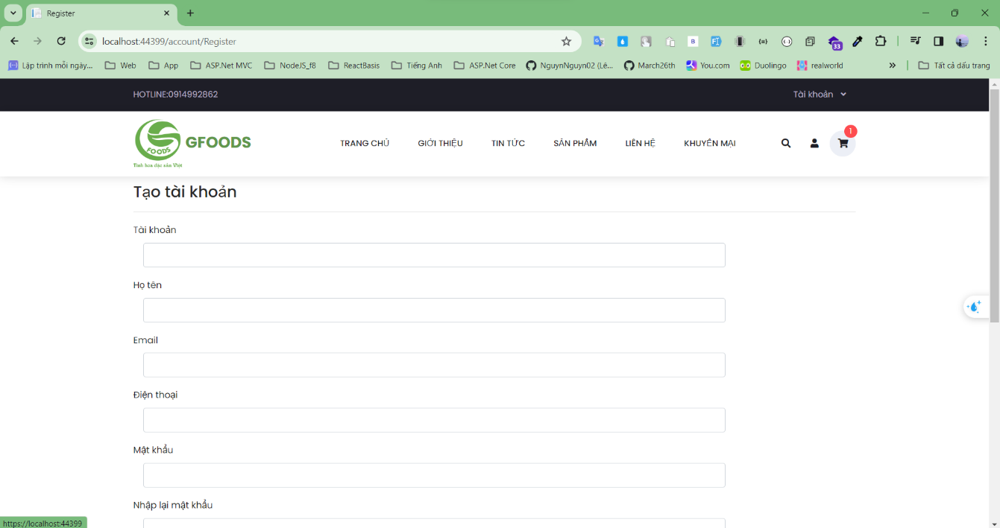 Register
localhost:44399/account/Register
B
33
Lập trình mỗi ngày...
Web
App
ASP.Net MVC
NodeJS_f8
ReactBasis
Tiếng Anh
ASP.Net Core
NguynNguyn02 (Lê...
March26th
You.com
Duolingo
realworld
Tất cả dấu trang
HOTLINE:0914992862
Tài khoản
FOODS
Tinh hoa đặc sản Việt
GFOODS
TRANG CHỦ
GIỚI THIỆU
TIN TỨC
SẢN PHẨM
LIÊN HỆ
KHUYẾN MẠI
1
Tạo tài khoản
Tài khoản
Họ tên
Email
Điện thoại
Mật khẩu
Nhập lại mật khẩu
https://localhost:44399